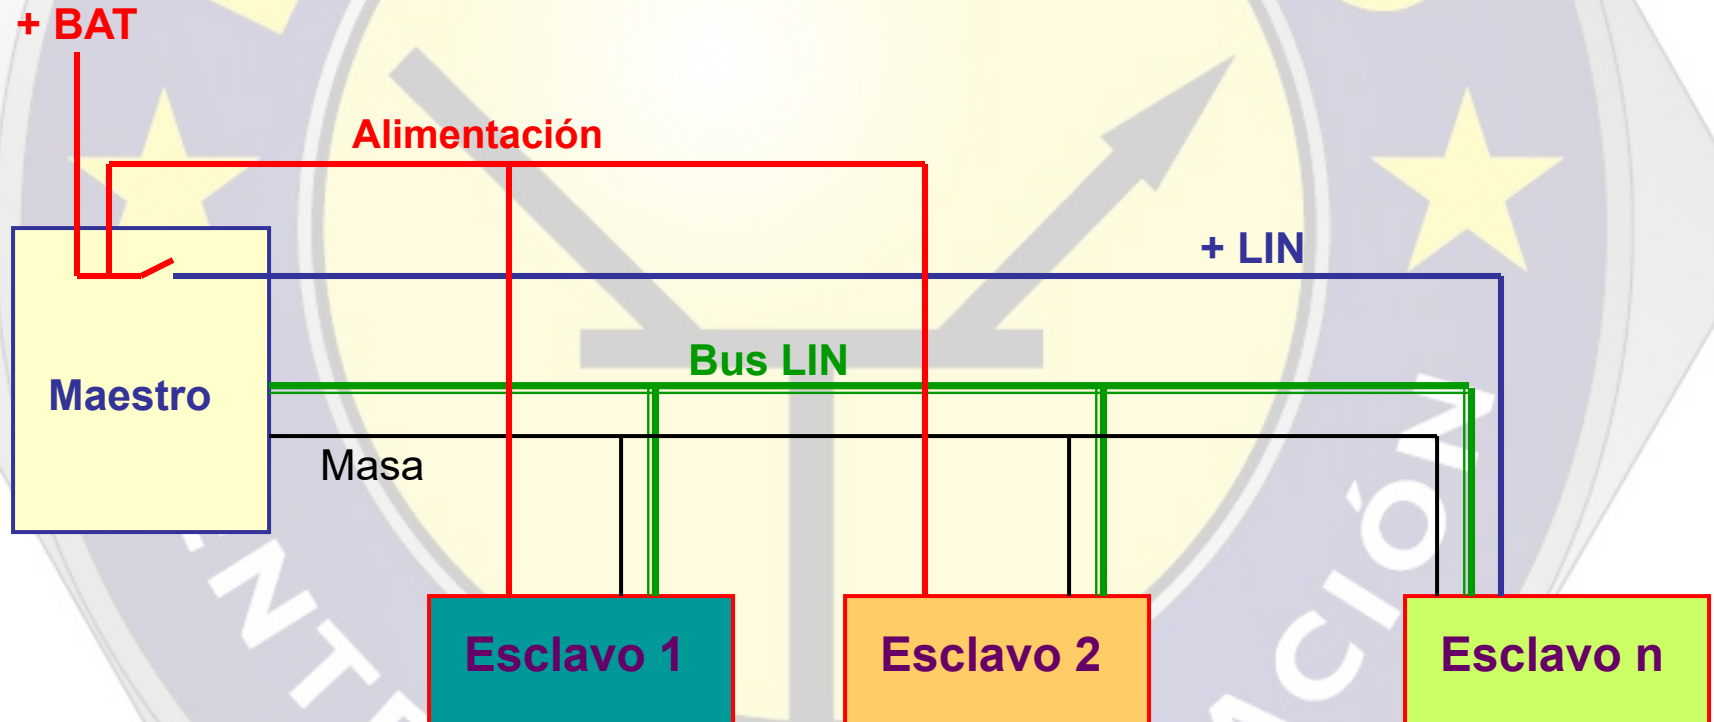 + BAT
Alimentación
+ LIN
Bus LIN
Maestro
Masa
Esclavo 1
Esclavo 2
Esclavo n